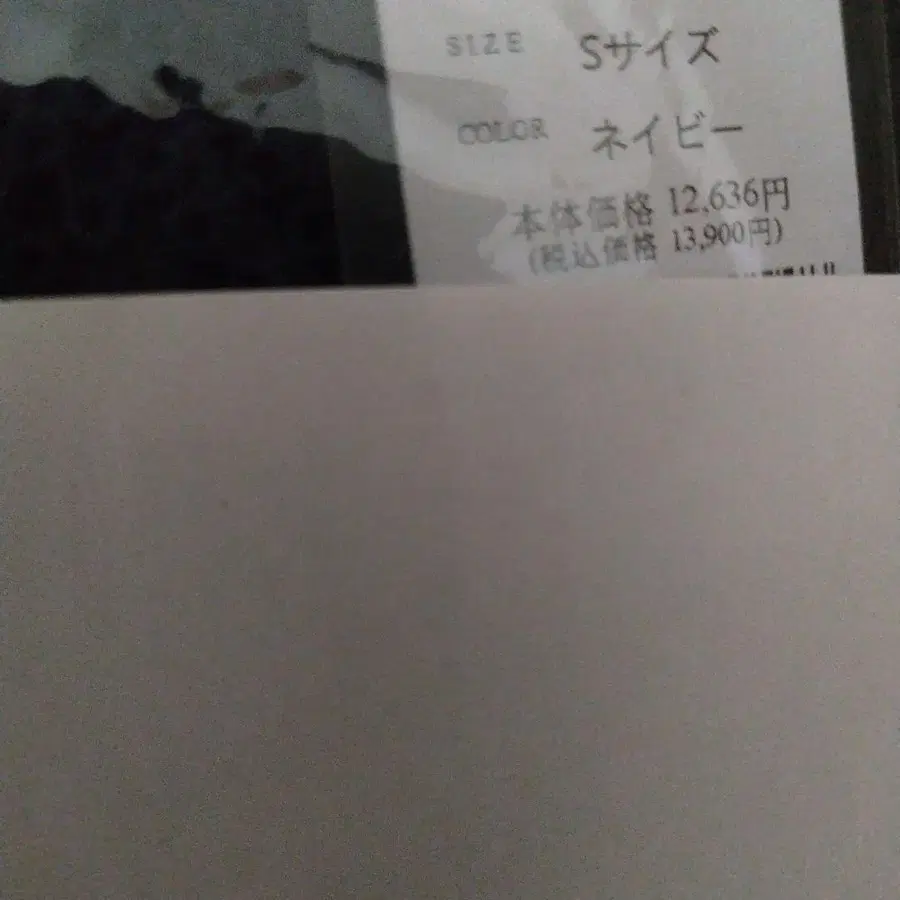 SIZE Sサイズ
COLOR ネイビー
本体価格 12,636円
(税込価格 13,900円)